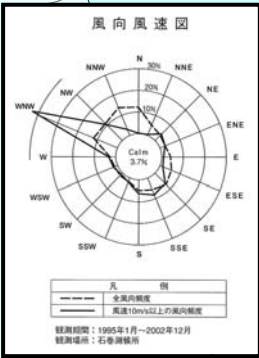 風向風速図
N
NNE
NE
ENE
E
ESE
SE
SSE
S
SSW
SW
WSW
W
WNW
NW
NNW
30%
20%
10%
Calm
3.7%
凡 例
全風向頻度
風速10m/s以上の風向頻度
観測期間：1995年1月～2002年12月
観測場所：石巻測候所